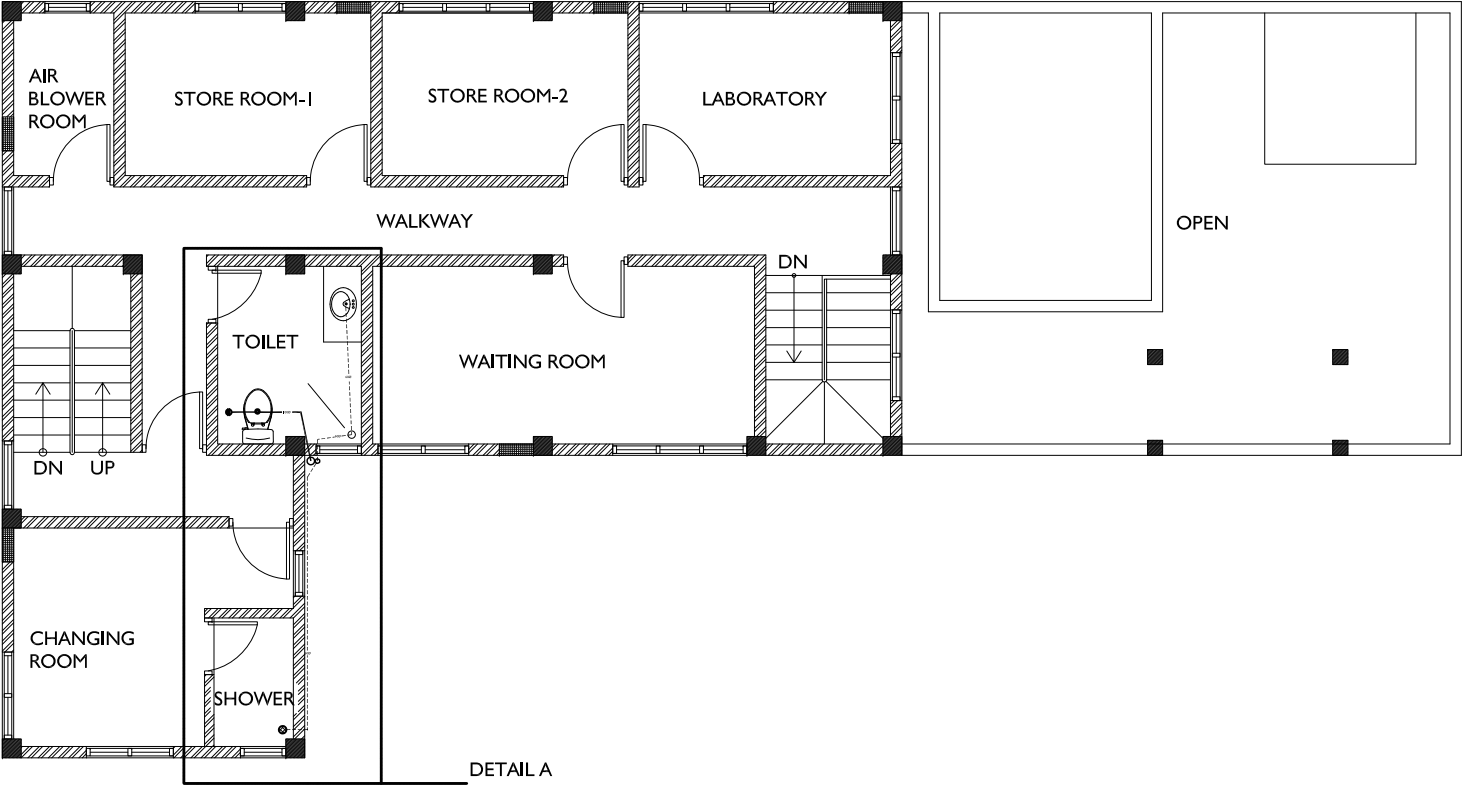 AIR
BLOWER
ROOM
STORE ROOM-1
STORE ROOM-2
LABORATORY
WALKWAY
OPEN
DN
TOILET
WAITING ROOM
DN
UP
CHANGING
ROOM
SHOWER
DETAIL A